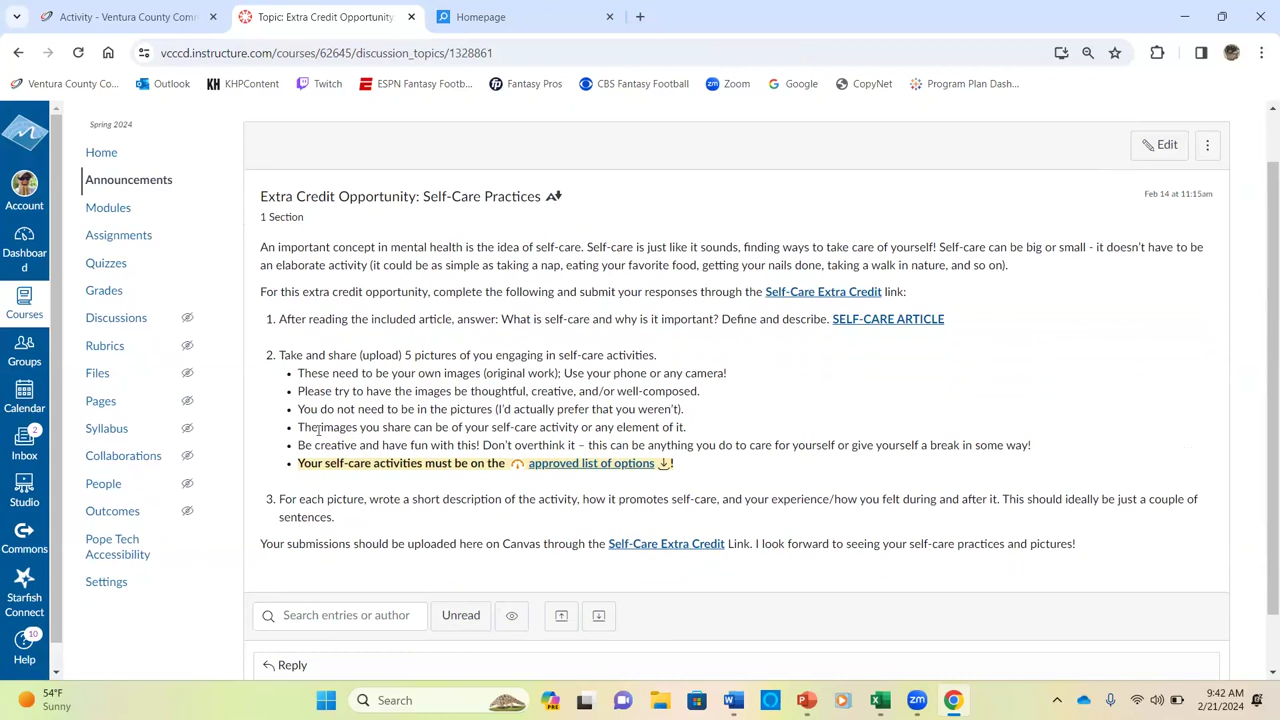 Activity - Ventura County Comm
Topic: Extra Credit Opportunity:
Homepage
vcccd.instructure.com/courses/62645/discussion_topics/1328861
Ventura County Co...
Outlook
KHPContent
Twitch
ESPN Fantasy Footb...
Fantasy Pros
CBS Fantasy Football
Zoom
Google
CopyNet
Program Plan Dash...
Account
Dashboar
d
Courses
Groups
Calendar
2
Inbox
Studio
Commons
Starfish
Connect
10
Help
Spring 2024
Home
Announcements
Modules
Assignments
Quizzes
Grades
Discussions
Rubrics
Files
Pages
Syllabus
Collaborations
People
Outcomes
Pope Tech
Accessibility
Settings
Edit
Extra Credit Opportunity: Self-Care Practices
Feb 14 at 11:15am
1 Section
An important concept in mental health is the idea of self-care. Self-care is just like it sounds, finding ways to take care of yourself! Self-care can be big or small - it doesn't have to be
an elaborate activity (it could be as simple as taking a nap, eating your favorite food, getting your nails done, taking a walk in nature, and so on).
For this extra credit opportunity, complete the following and submit your responses through the Self-Care Extra Credit link:
1. After reading the included article, answer: What is self-care and why is it important? Define and describe. SELF-CARE ARTICLE
2. Take and share (upload) 5 pictures of you engaging in self-care activities.
• These need to be your own images (original work); Use your phone or any camera!
• Please try to have the images be thoughtful, creative, and/or well-composed.
• You do not need to be in the pictures (I'd actually prefer that you weren't).
• The images you share can be of your self-care activity or any element of it.
• Be creative and have fun with this! Don't overthink it – this can be anything you do to care for yourself or give yourself a break in some way!
• Your self-care activities must be on the approved list of options !
3. For each picture, wrote a short description of the activity, how it promotes self-care, and your experience/how you felt during and after it. This should ideally be just a couple of
sentences.
Your submissions should be uploaded here on Canvas through the Self-Care Extra Credit Link. I look forward to seeing your self-care practices and pictures!
Search entries or author
Unread
Reply
54°F
Sunny
Search
PRE
9:42 AM
2/21/2024